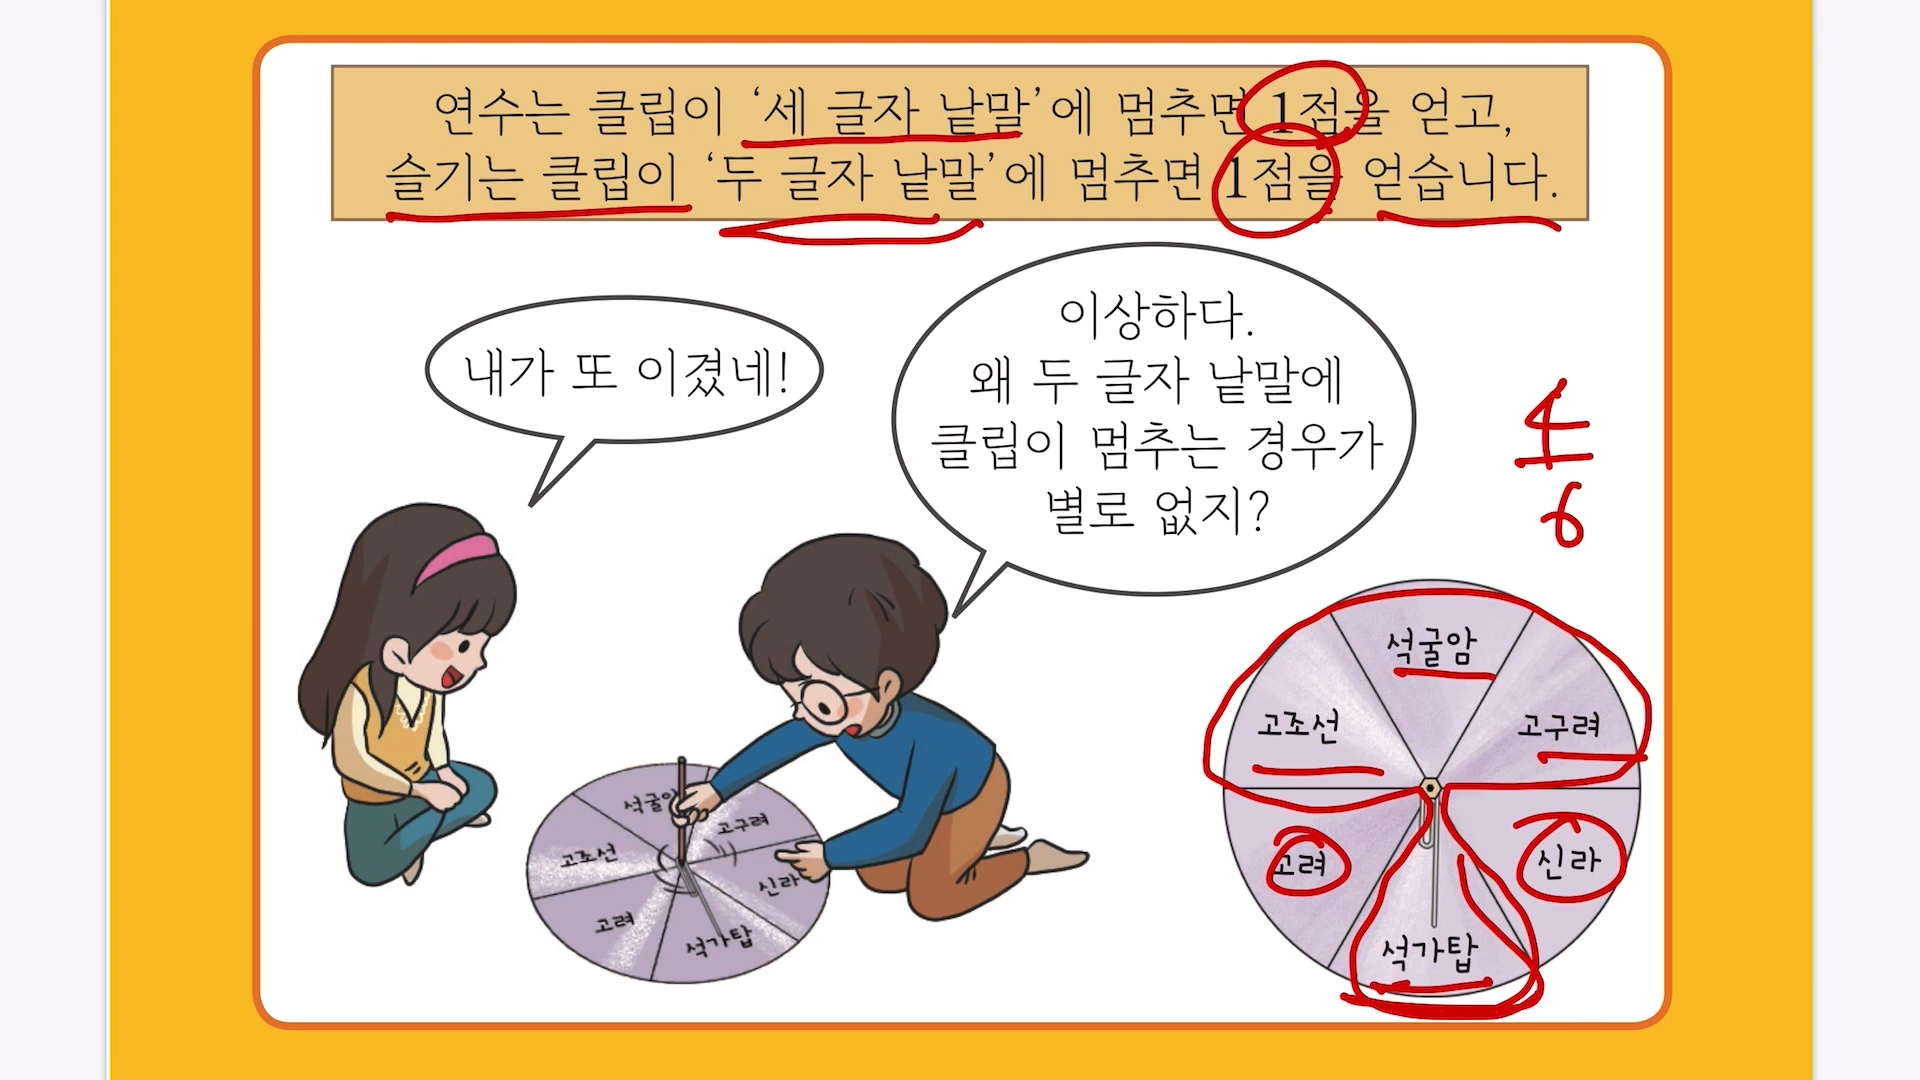 연수는 클립이 ‘세 글자 낱말’에 멈추면 1점을 얻고,
슬기는 클립이 ‘두 글자 낱말’에 멈추면 1점을 얻습니다.
내가 또 이겼네!
이상하다.
왜 두 글자 낱말에
클립이 멈추는 경우가
별로 없지?
4
6
석굴암
고조선
고구려
고려
신라
석가탑
석굴암
고구려
고조선
신라
고려
석가탑